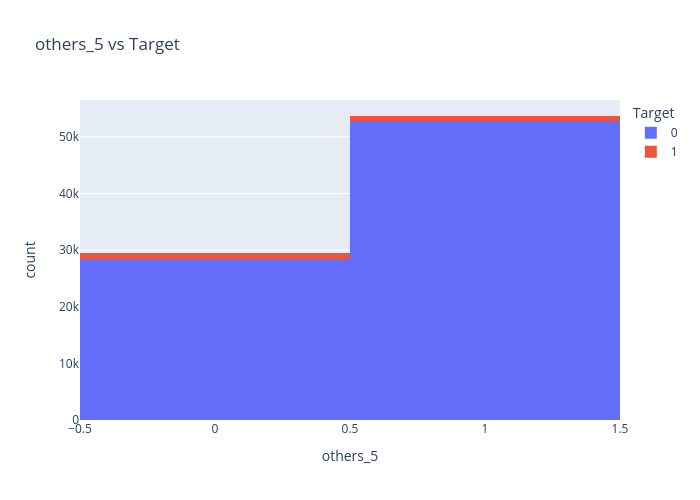 others_5 vs Target
Target
0
1
50k
40k
30k
20k
10k
0
count
−0.5
0
0.5
1
1.5
others_5